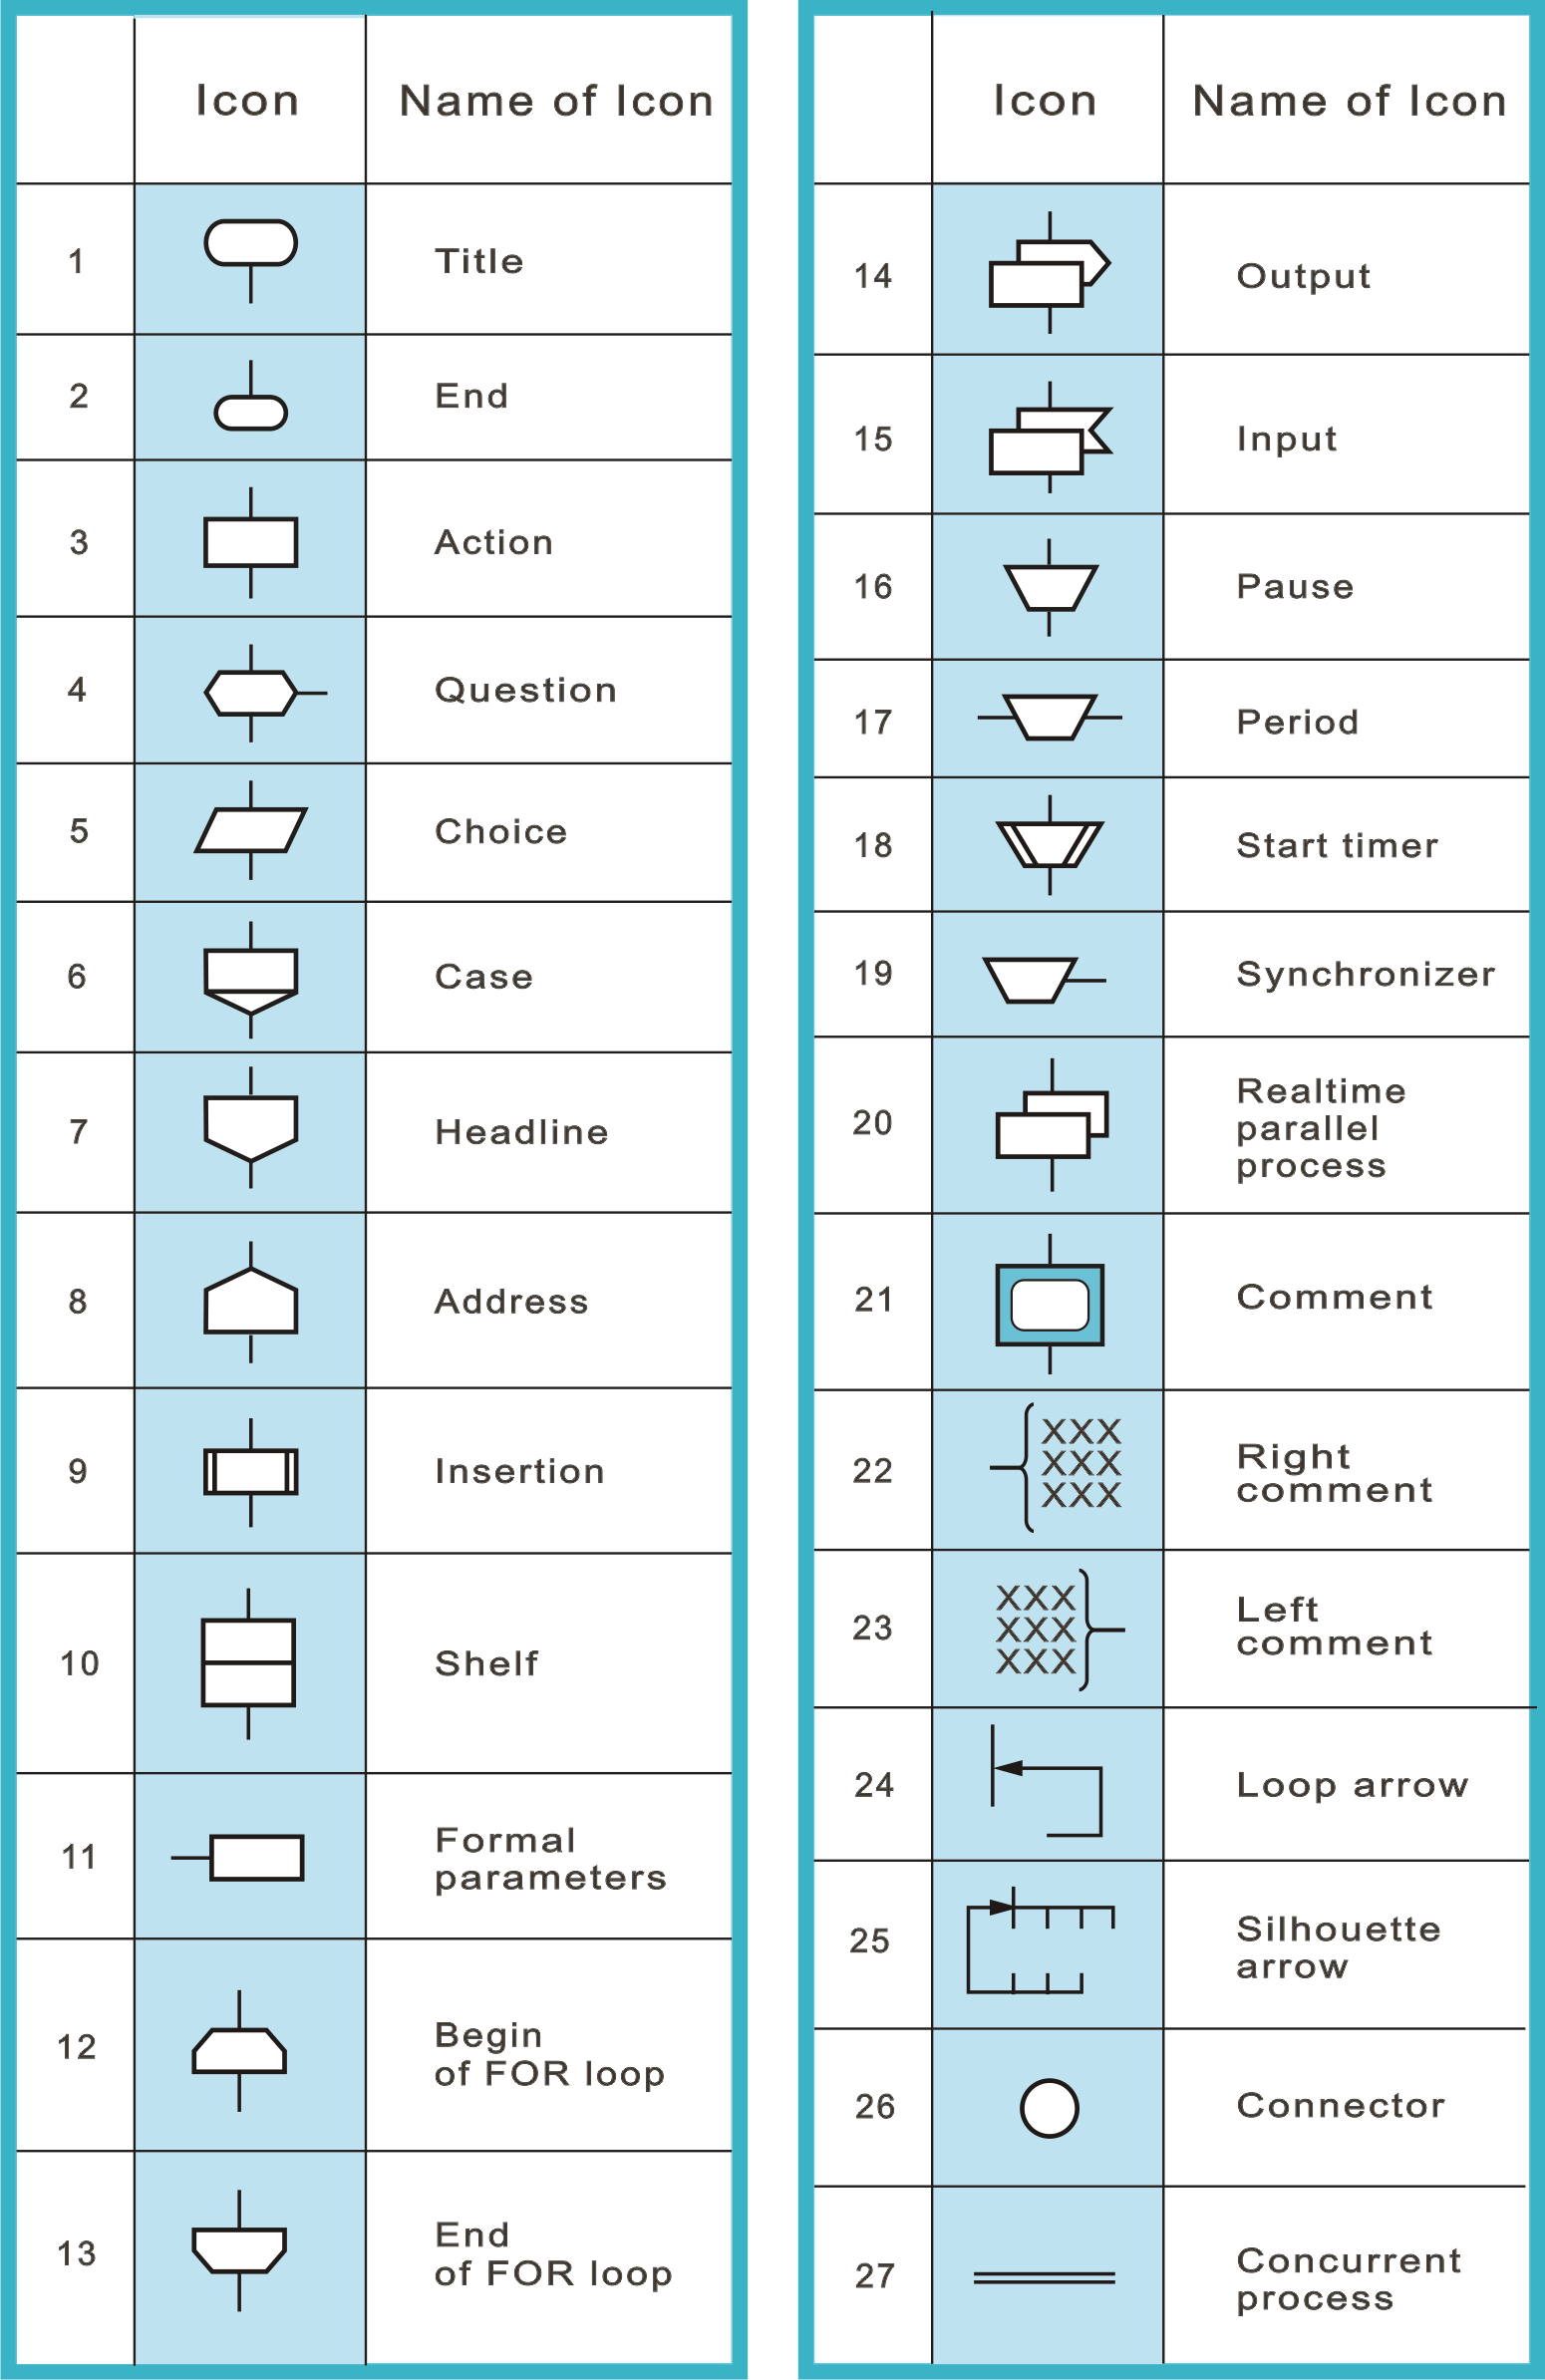 Icon Name of Icon
1 Title
2 End
3 Action
4 Question
5 Choice
6 Case
7 Headline
8 Address
9 Insertion
10 Shelf
11 Formal
parameters
12 Begin
of FOR loop
13 End
of FOR loop
Icon Name of Icon
14 Output
15 Input
16 Pause
17 Period
18 Start timer
19 Synchronizer
20 Realtime
parallel
process
21 Comment
22 XXX Right
XXX comment
XXX
23 XXX Left
XXX comment
XXX
24 Loop arrow
25 Silhouette
arrow
26 Connector
27 Concurrent
process